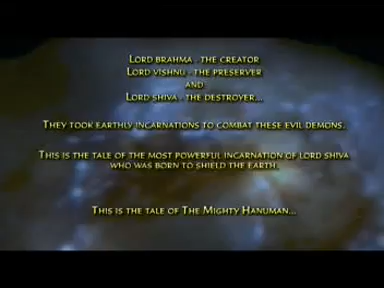 LORD BRAHMA - THE CREATOR
LORD VISHNU - THE PRESERVER
AND
LORD SHIVA - THE DESTROYER...
THEY TOOK EARTHLY INCARNATIONS TO COMBAT THESE EVIL DEMONS.
THIS IS THE TALE OF THE MOST POWERFUL INCARNATION OF LORD SHIVA
WHO WAS BORN TO SHIELD THE EARTH.
THIS IS THE TALE OF THE MIGHTY HANUMAN...